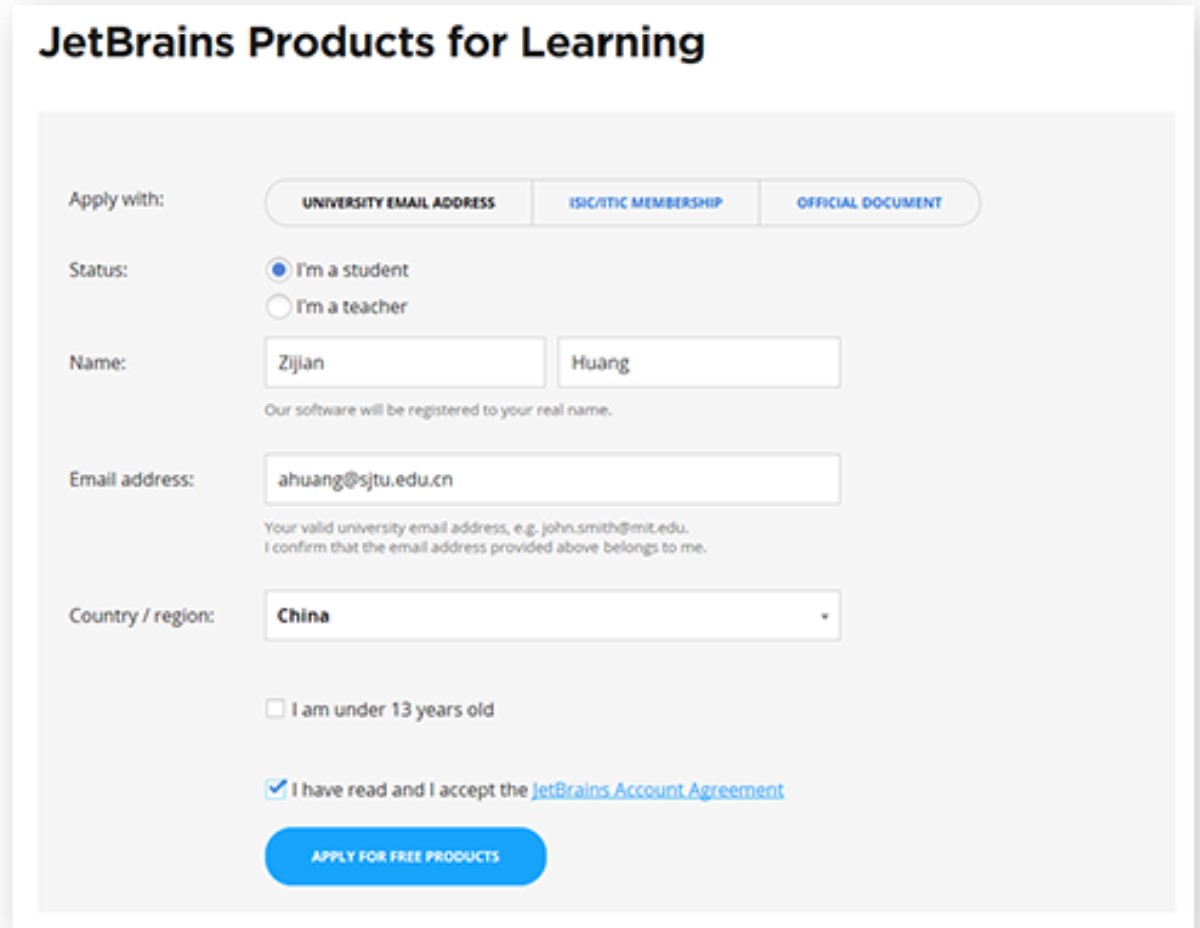 JetBrains Products for Learning
Apply with: UNIVERSITY EMAIL ADDRESS ISIC/ITIC MEMBERSHIP OFFICIAL DOCUMENT
Status: I'm a student
I'm a teacher
Name: Zijian Huang
Our software will be registered to your real name.
Email address: ahuang@sjtu.edu.cn
Your valid university email address, e.g. john.smith@mit.edu.
I confirm that the email address provided above belongs to me.
Country / region: China
I am under 13 years old
I have read and I accept the JetBrains Account Agreement
APPLY FOR FREE PRODUCTS